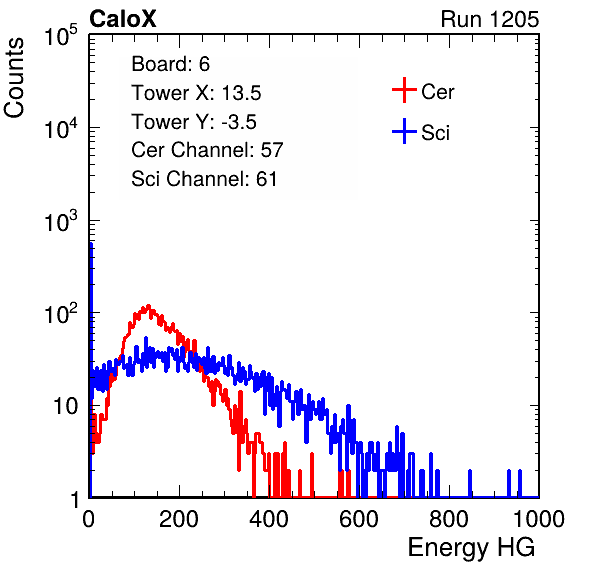 CaloX Run 1205
Counts
Board: 6
Tower X: 13.5
Tower Y: -3.5
Cer Channel: 57
Sci Channel: 61
Cer
Sci
10^5
10^4
10^3
10^2
10
1
0 200 400 600 800 1000
Energy HG